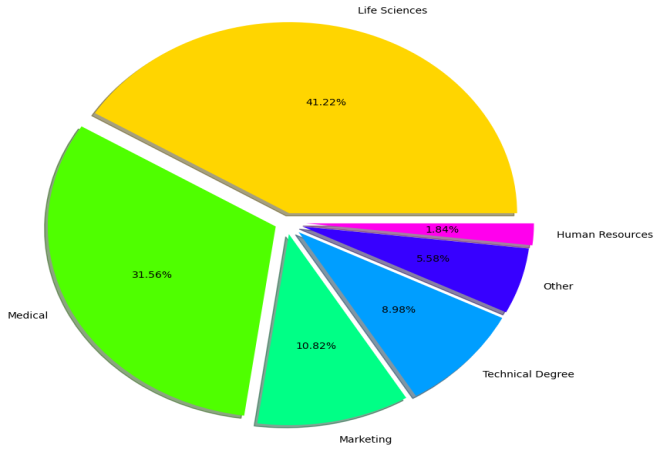 Life Sciences
41.22%
1.84%
Human Resources
5.58%
Other
31.56%
8.98%
Medical
10.82%
Technical Degree
Marketing